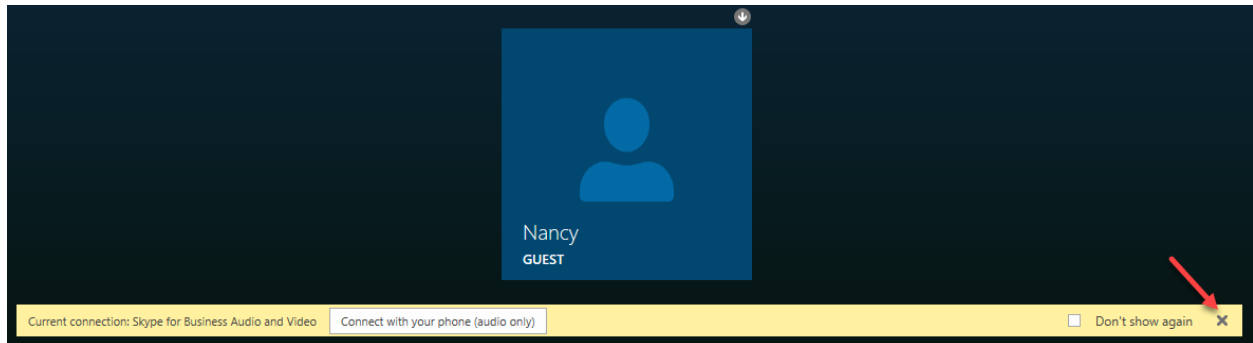 Nancy
GUEST
Current connection: Skype for Business Audio and Video Connect with your phone (audio only) Don't show again